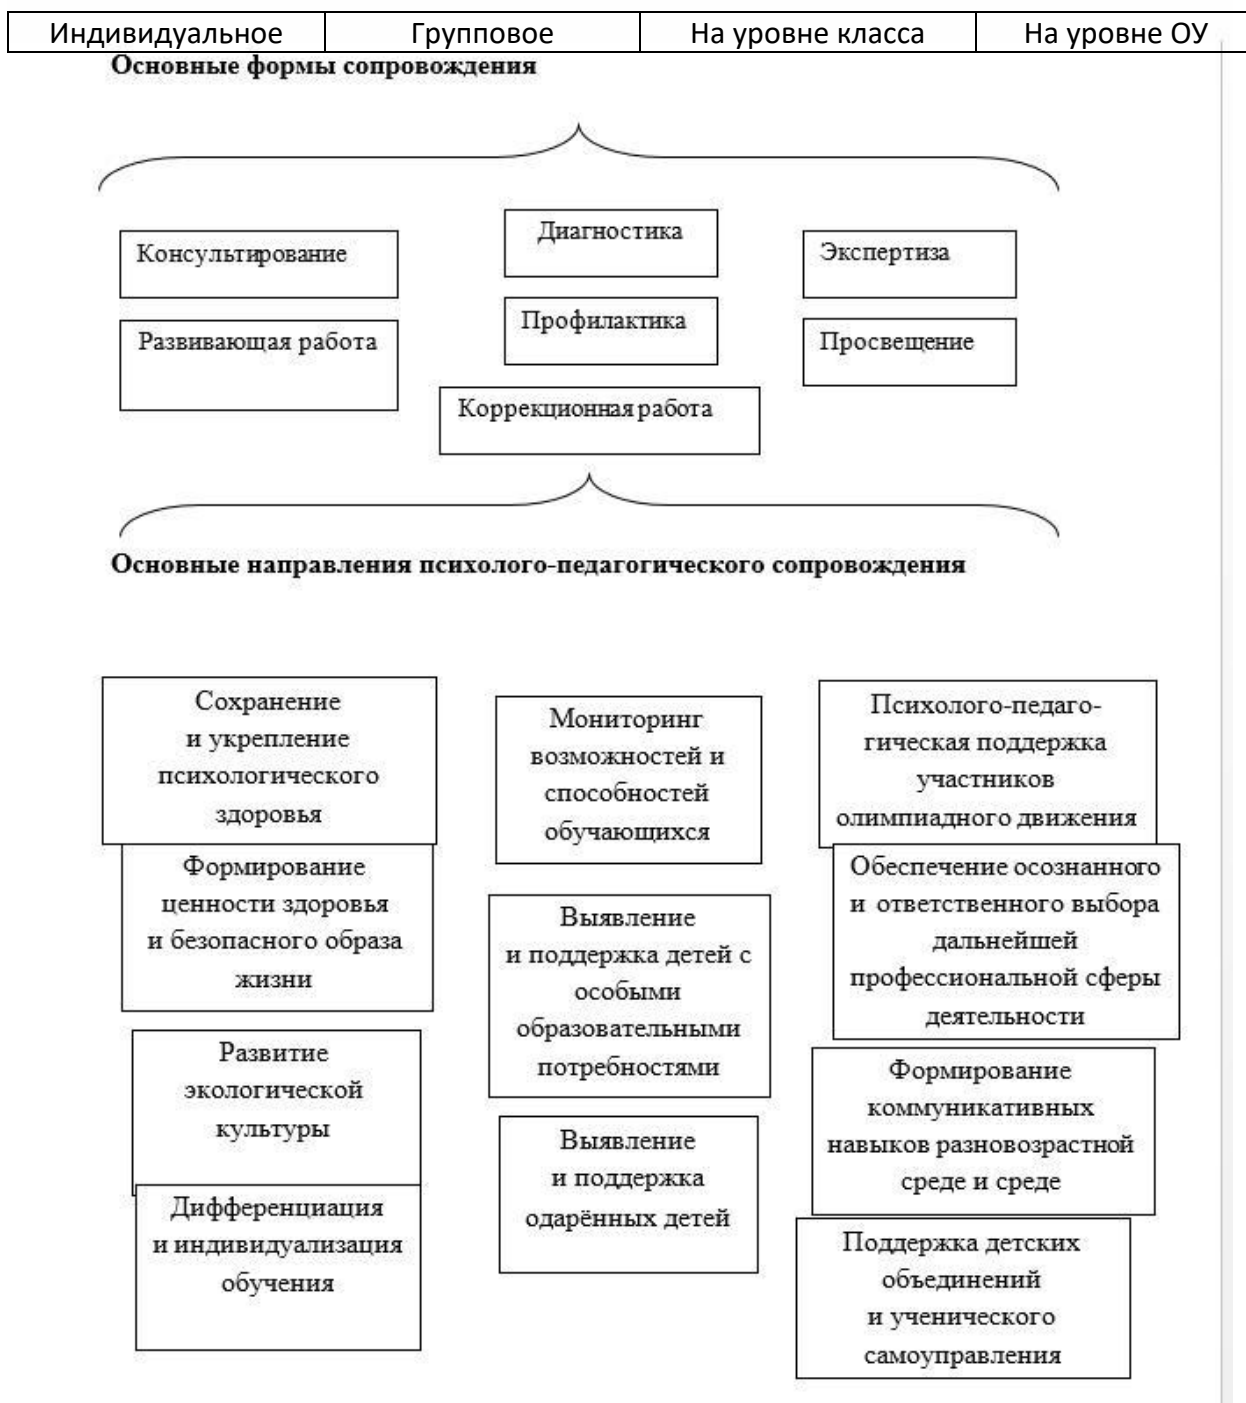 Индивидуальное Групповое На уровне класса На уровне ОУ
Основные формы сопровождения
Консультирование
Диагностика
Экспертиза
Развивающая работа
Профилактика
Просвещение
Коррекционная работа
Основные направления психолого-педагогического сопровождения
Сохранение
и укрепление
психологического
здоровья
Формирование
ценности здоровья
и безопасного образа
жизни
Развитие
экологической
культуры
Дифференциация
и индивидуализация
обучения
Мониторинг
возможностей и
способностей
обучающихся
Выявление
и поддержка детей с
особыми
образовательными
потребностями
Выявление
и поддержка
одарённых детей
Психолого-педаго-
гическая поддержка
участников
олимпиадного движения
Обеспечение осознанного
и ответственного выбора
дальнейшей
профессиональной сферы
деятельности
Формирование
коммуникативных
навыков разновозрастной
среде и среде
Поддержка детских
объединений
и ученического
самоуправления